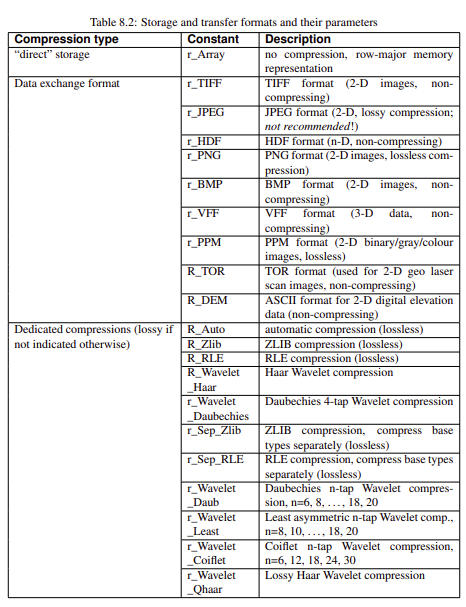 Table 8.2: Storage and transfer formats and their parameters
Compression type Constant Description
“direct” storage r_Array no compression, row-major memory
representation
Data exchange format r_TIFF TIFF format (2-D images, non-
compressing)
r_JPEG JPEG format (2-D, lossy compression;
not recommended!)
r_HDF HDF format (n-D, non-compressing)
r_PNG PNG format (2-D images, lossless com-
pression)
r_BMP BMP format (2-D images, non-
compressing)
r_VFF VFF format (3-D data, non-
compressing)
r_PPM PPM format (2-D binary/gray/colour
images, lossless)
R_TOR TOR format (used for 2-D geo laser
scan images, non-compressing)
R_DEM ASCII format for 2-D digital elevation
data (non-compressing)
Dedicated compressions (lossy if R_Auto automatic compression (lossless)
not indicated otherwise) R_Zlib ZLIB compression (lossless)
R_RLE RLE compression (lossless)
R_Wavelet Haar Wavelet compression
_Haar
r_Wavelet Daubechies 4-tap Wavelet compression
_Daubechies
r_Sep_Zlib ZLIB compression, compress base
types separately (lossless)
r_Sep_RLE RLE compression, compress base types
separately (lossless)
r_Wavelet Daubechies n-tap Wavelet compres-
_Daub sion, n=6, 8, . . . , 18, 20
r_Wavelet Least asymmetric n-tap Wavelet comp.,
_Least n=8, 10, . . . , 18, 20
r_Wavelet Coiflet n-tap Wavelet compression,
_Coiflet n=6, 12, 18, 24, 30
r_Wavelet Lossy Haar Wavelet compression
_Qhaar